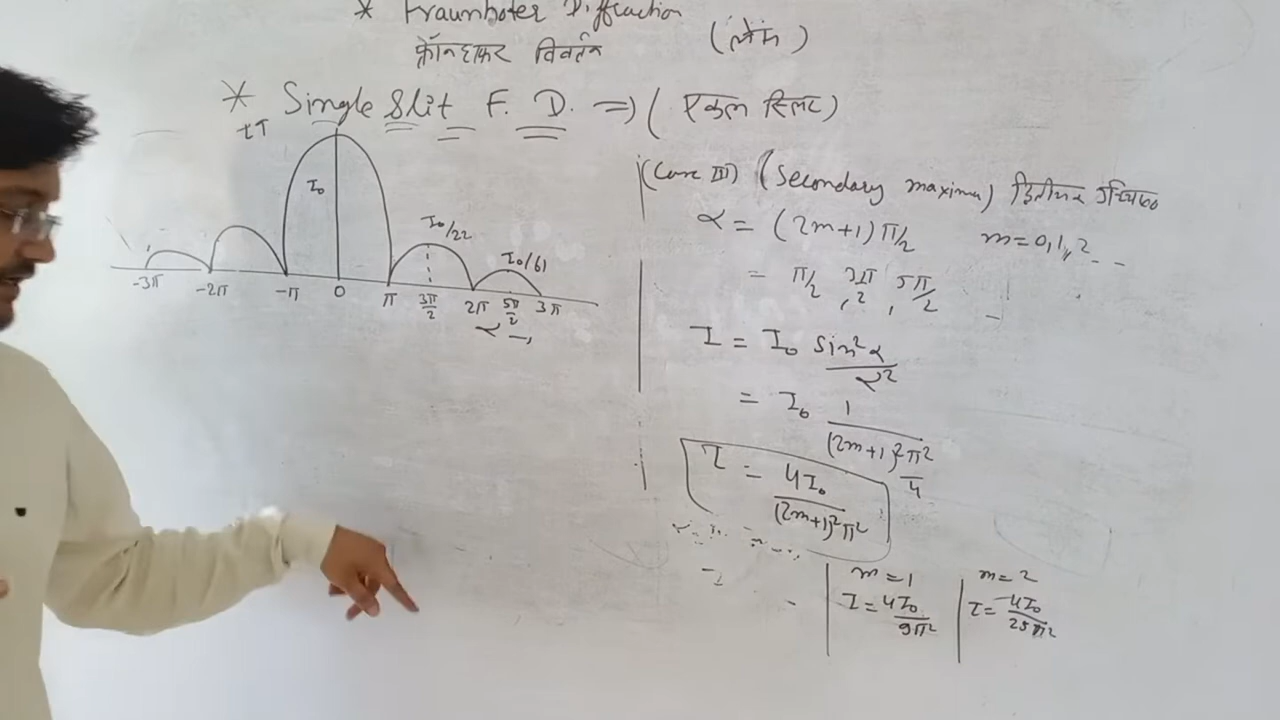 * Fraunhofer Diffraction
फ्रॉनहॉफर विवर्तन (लेंस)
* Single Slit F. D. ⇒ ( एकल स्लिट)
↑I
I₀
I₀/22
I₀/61
-3π -2π -π 0 π 3π/2 2π 5π/2 3π
α →
(Case III) (Secondary maxima) द्वितीयक उच्चिष्ठ
α = (2m+1) π/2 m=0,1,2 - -
= π/2, 3π/2, 5π/2
I = I₀ sin²α/α²
= I₀ 1/((2m+1)² π²/4)
I = 4I₀/((2m+1)²π²)
m=1
I = 4I₀/9π²
m=2
I = 4I₀/25π²